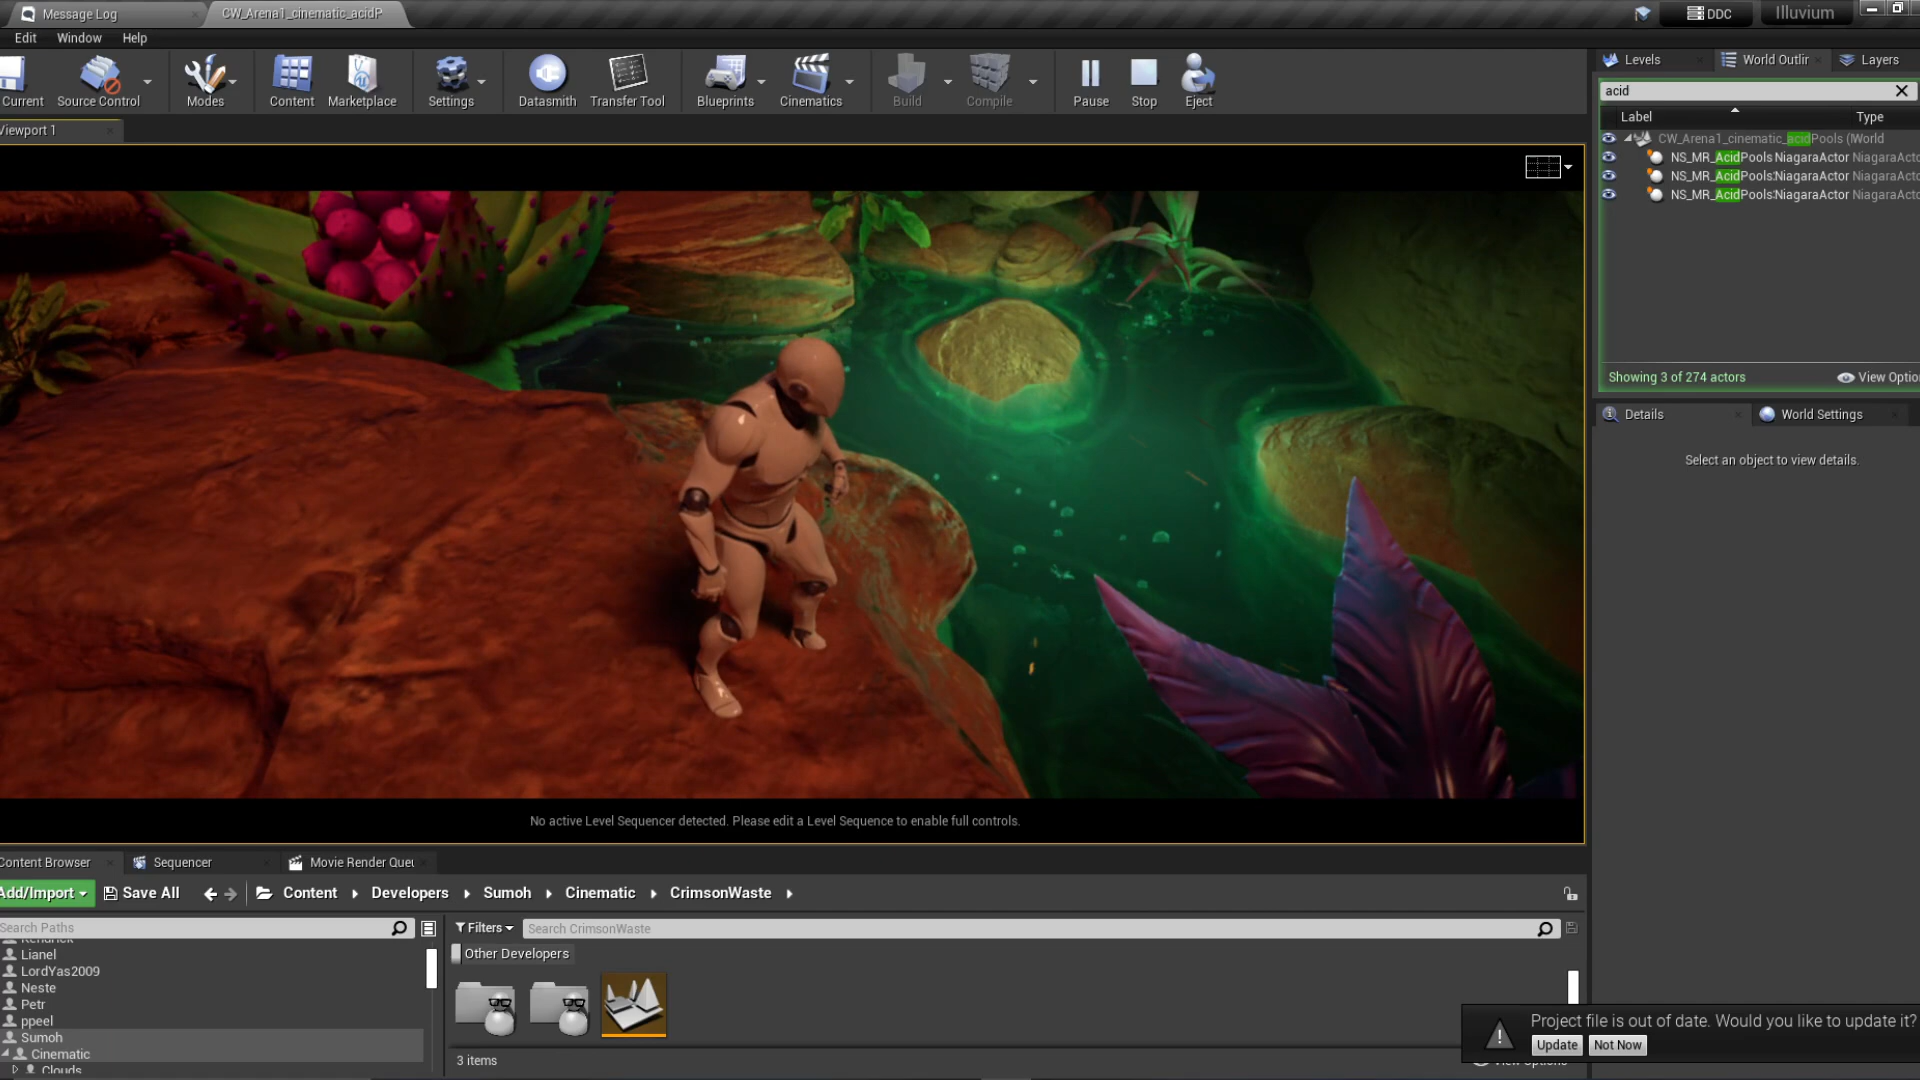 Message Log
CW_Arena1_cinematic_acidP
DDC
Illuvium
Edit Window Help
Current
Source Control
Modes
Content
Marketplace
Settings
Datasmith
Transfer Tool
Blueprints
Cinematics
Build
Compile
Pause
Stop
Eject
Levels
World Outlir
Layers
acid
Label
Type
Viewport 1
CW_Arena1_cinematic_acidPools (
World
NS_MR_AcidPools NiagaraActor NiagaraActo
NS_MR_AcidPools NiagaraActor NiagaraActo
NS_MR_AcidPools NiagaraActor NiagaraActo
Showing 3 of 274 actors
View Optio
Details
World Settings
Select an object to view details.
No active Level Sequencer detected. Please edit a Level Sequence to enable full controls.
Content Browser
Sequencer
Movie Render Queu
Add/Import
Save All
Content
Developers
Sumoh
Cinematic
CrimsonWaste
Search Paths
Filters
Search CrimsonWaste
Other Developers
Kendrick
Lianel
LordYas2009
Neste
Petr
ppeel
Sumoh
Cinematic
Clouds
3 items
View Options
Project file is out of date. Would you like to update it?
Update
Not Now